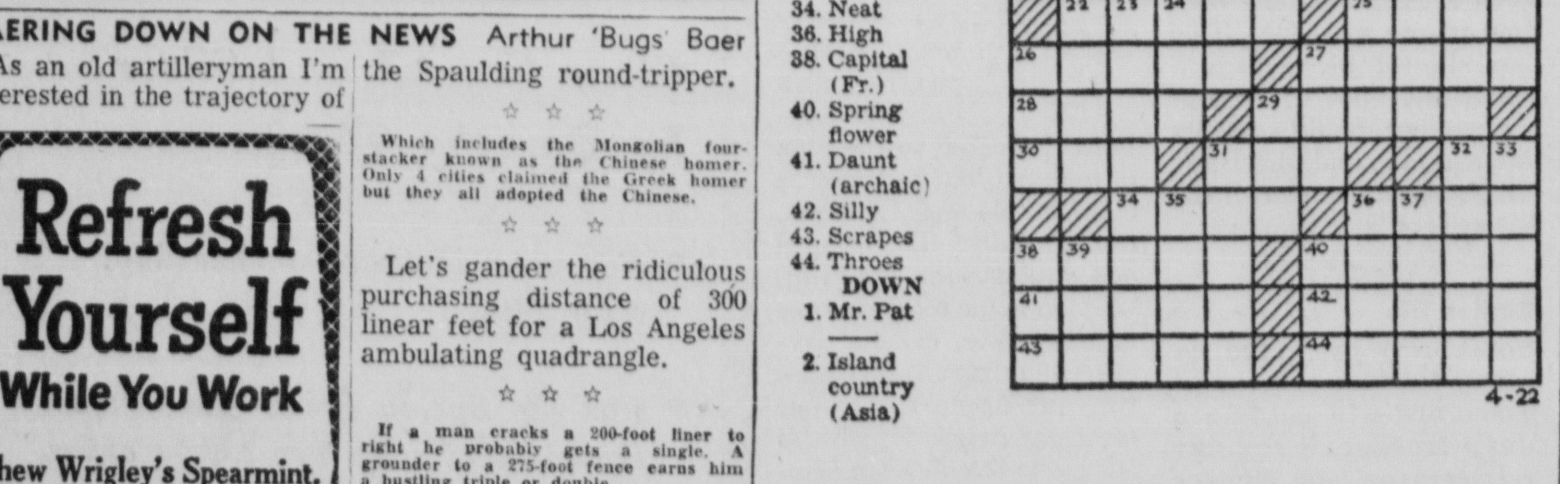 ERING DOWN ON THE NEWS Arthur 'Bugs' Baer
As an old artilleryman I'm
erested in the trajectory of
Refresh
Yourself
While You Work
hew Wrigley's Spearmint.
the Spaulding round-tripper.
☆ ☆ ☆
Which includes the Mongolian four-
stacker known as the Chinese homer.
Only 4 cities claimed the Greek homer
but they all adopted the Chinese.
☆ ☆ ☆
Let's gander the ridiculous
purchasing distance of 300
linear feet for a Los Angeles
ambulating quadrangle.
☆ ☆ ☆
If a man cracks a 200-foot liner to
right he probably gets a single. A
grounder to a 275-foot fence earns him
a hustling triple or double.
34. Neat
36. High
38. Capital
(Fr.)
40. Spring
flower
41. Daunt
(archaic)
42. Silly
43. Scrapes
44. Throes
DOWN
1. Mr. Pat
2. Island
country
(Asia)
22 23 24 25
26 27
28 29
30 31 32 33
34 35 36 37
38 39 40
41 42
43 44
4-22